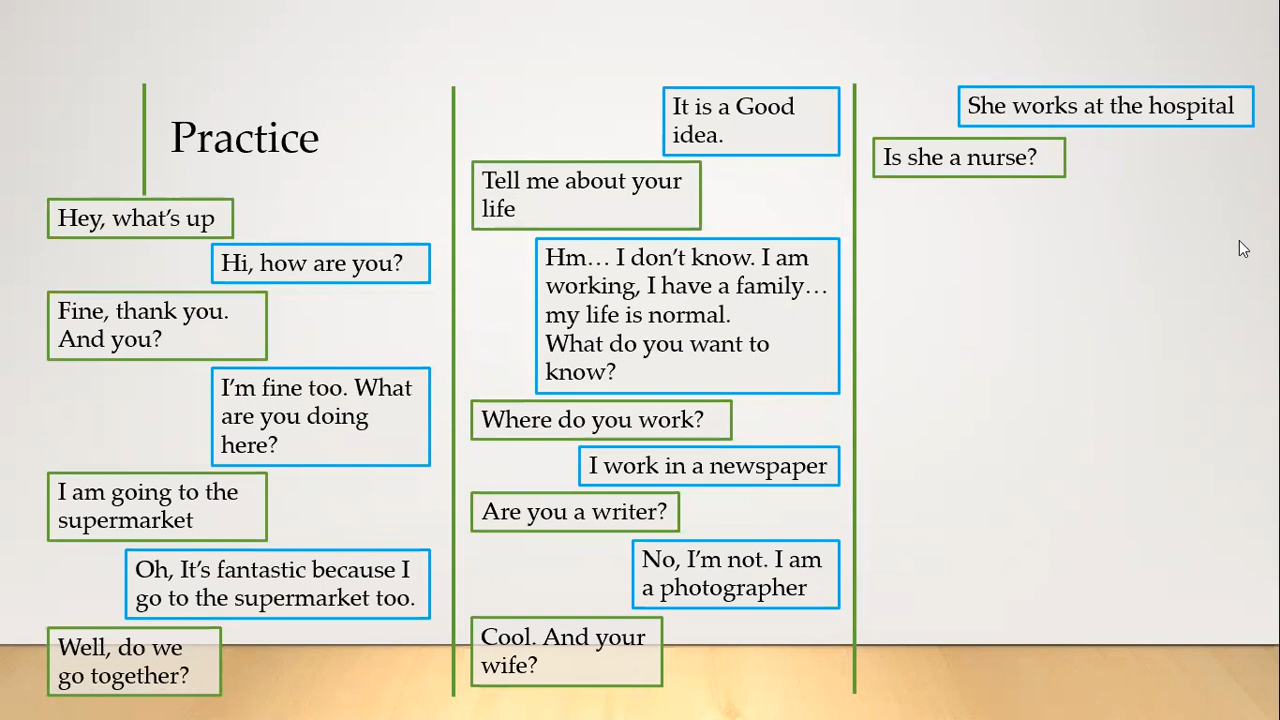 Practice
Hey, what’s up
Hi, how are you?
Fine, thank you.
And you?
I’m fine too. What
are you doing
here?
I am going to the
supermarket
Oh, It’s fantastic because I
go to the supermarket too.
Well, do we
go together?
It is a Good
idea.
Tell me about your
life
Hm… I don’t know. I am
working, I have a family…
my life is normal.
What do you want to
know?
Where do you work?
I work in a newspaper
Are you a writer?
No, I’m not. I am
a photographer
Cool. And your
wife?
She works at the hospital
Is she a nurse?